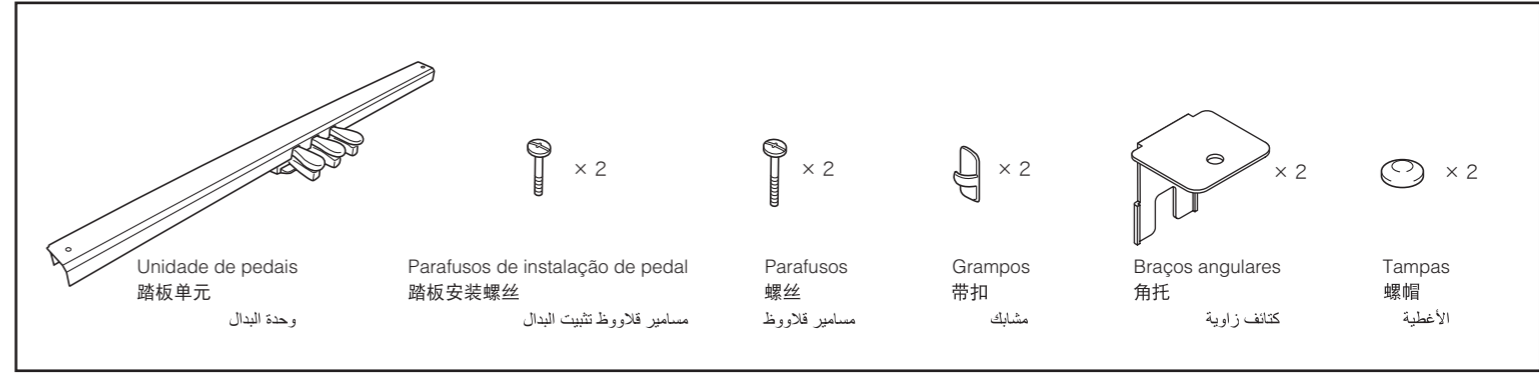 × 2
× 2
× 2
× 2
× 2
Unidade de pedais
踏板单元
وحدة البدال
Parafusos de instalação de pedal
踏板安装螺丝
مسامير قلاووظ تثبيت البدال
Parafusos
螺丝
مسامير قلاووظ
Grampos
带扣
مشابك
Braços angulares
角托
كتائف زاوية
Tampas
螺帽
الأغطية